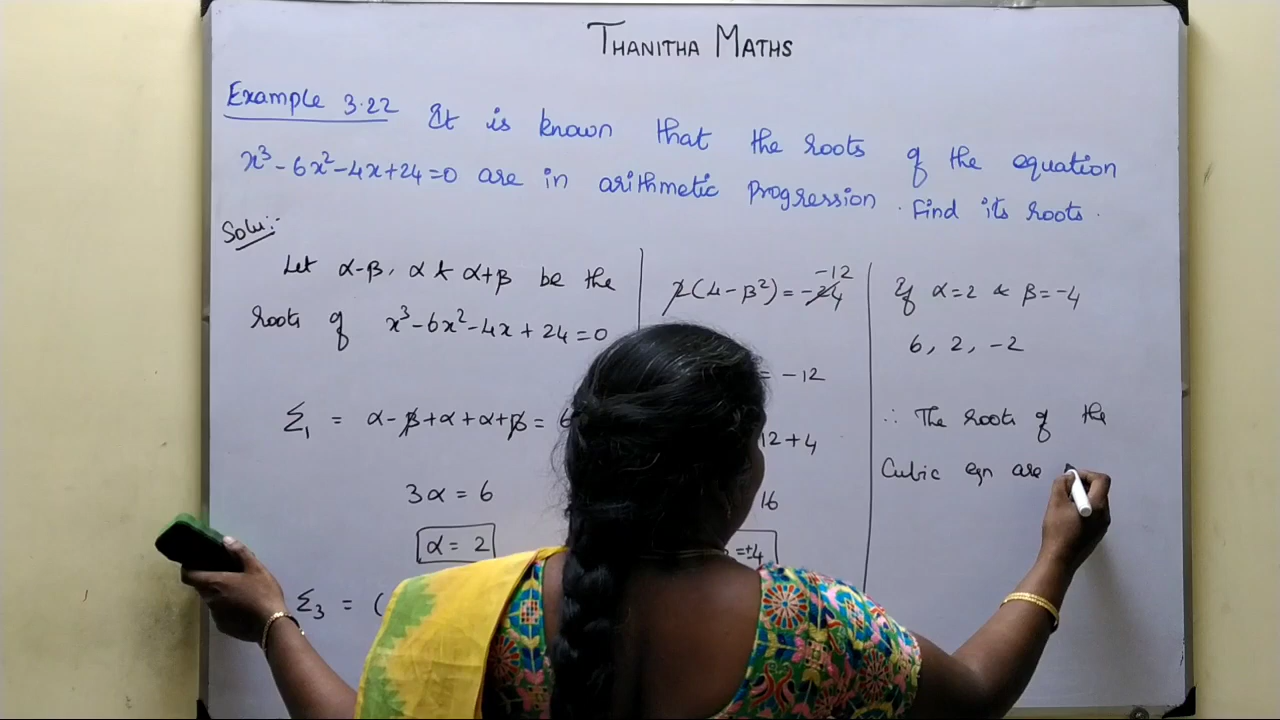 THANITHA MATHS
Example 3.22 It is known that the roots of the equation
x³-6x²-4x+24=0 are in arithmetic progression. Find its roots.
Solu:-
Let α-β, α & α+β be the
roots of x³-6x²-4x+24=0
Σ₁ = α-β+α+α+β = 6
3α = 6
α = 2
Σ₃ = (
2(4-β²) = -24
-12
= -12
12+4
16
=±4
If α=2 & β=-4
6, 2, -2
∴ The roots of the
Cubic eqn are